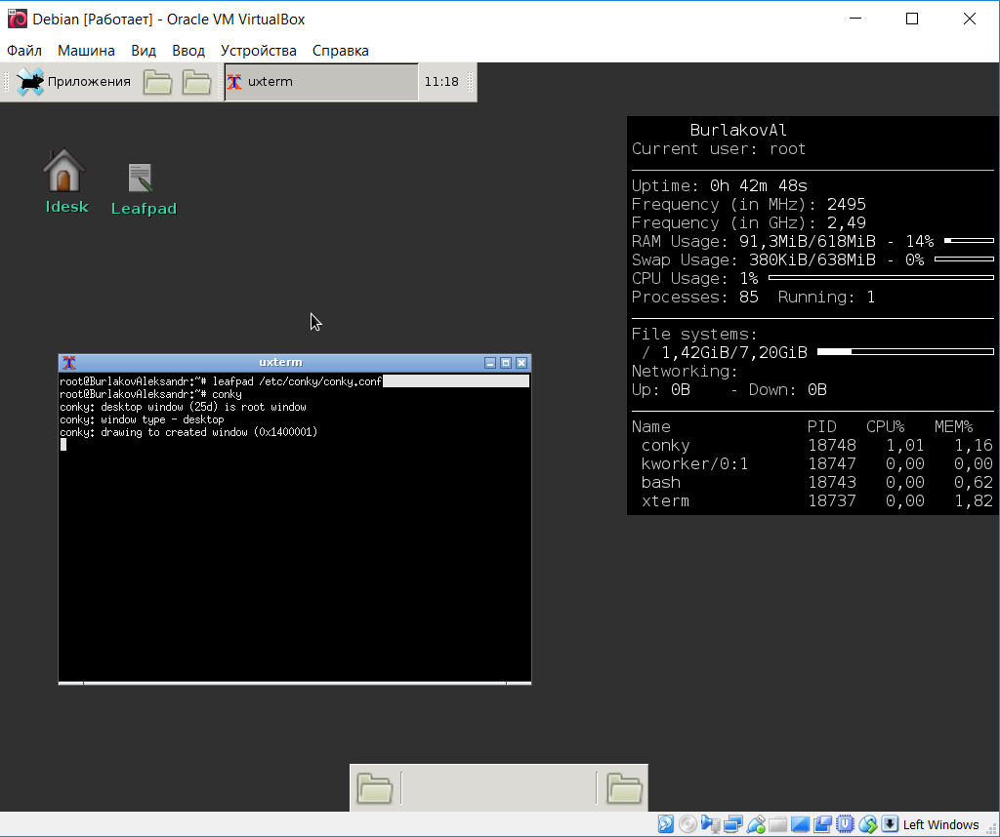 Debian [Работает] - Oracle VM VirtualBox
Файл Машина Вид Ввод Устройства Справка
Приложения uxterm 11:18
BurlakovAl
Current user: root
Uptime: 0h 42m 48s
Frequency (in MHz): 2495
Frequency (in GHz): 2,49
RAM Usage: 91,3MiB/618MiB - 14%
Swap Usage: 380KiB/638MiB - 0%
CPU Usage: 1%
Processes: 85 Running: 1
File systems:
/ 1,42GiB/7,20GiB
Networking:
Up: 0B - Down: 0B
Name PID CPU% MEM%
conky 18748 1,01 1,16
kworker/0:1 18747 0,00 0,00
bash 18743 0,00 0,62
xterm 18737 0,00 1,82
Idesk
Leafpad
uxterm
root@BurlakovAleksandr:~# leafpad /etc/conky/conky.conf
root@BurlakovAleksandr:~# conky
conky: desktop window (25d) is root window
conky: window type - desktop
conky: drawing to created window (0x1400001)
Left Windows